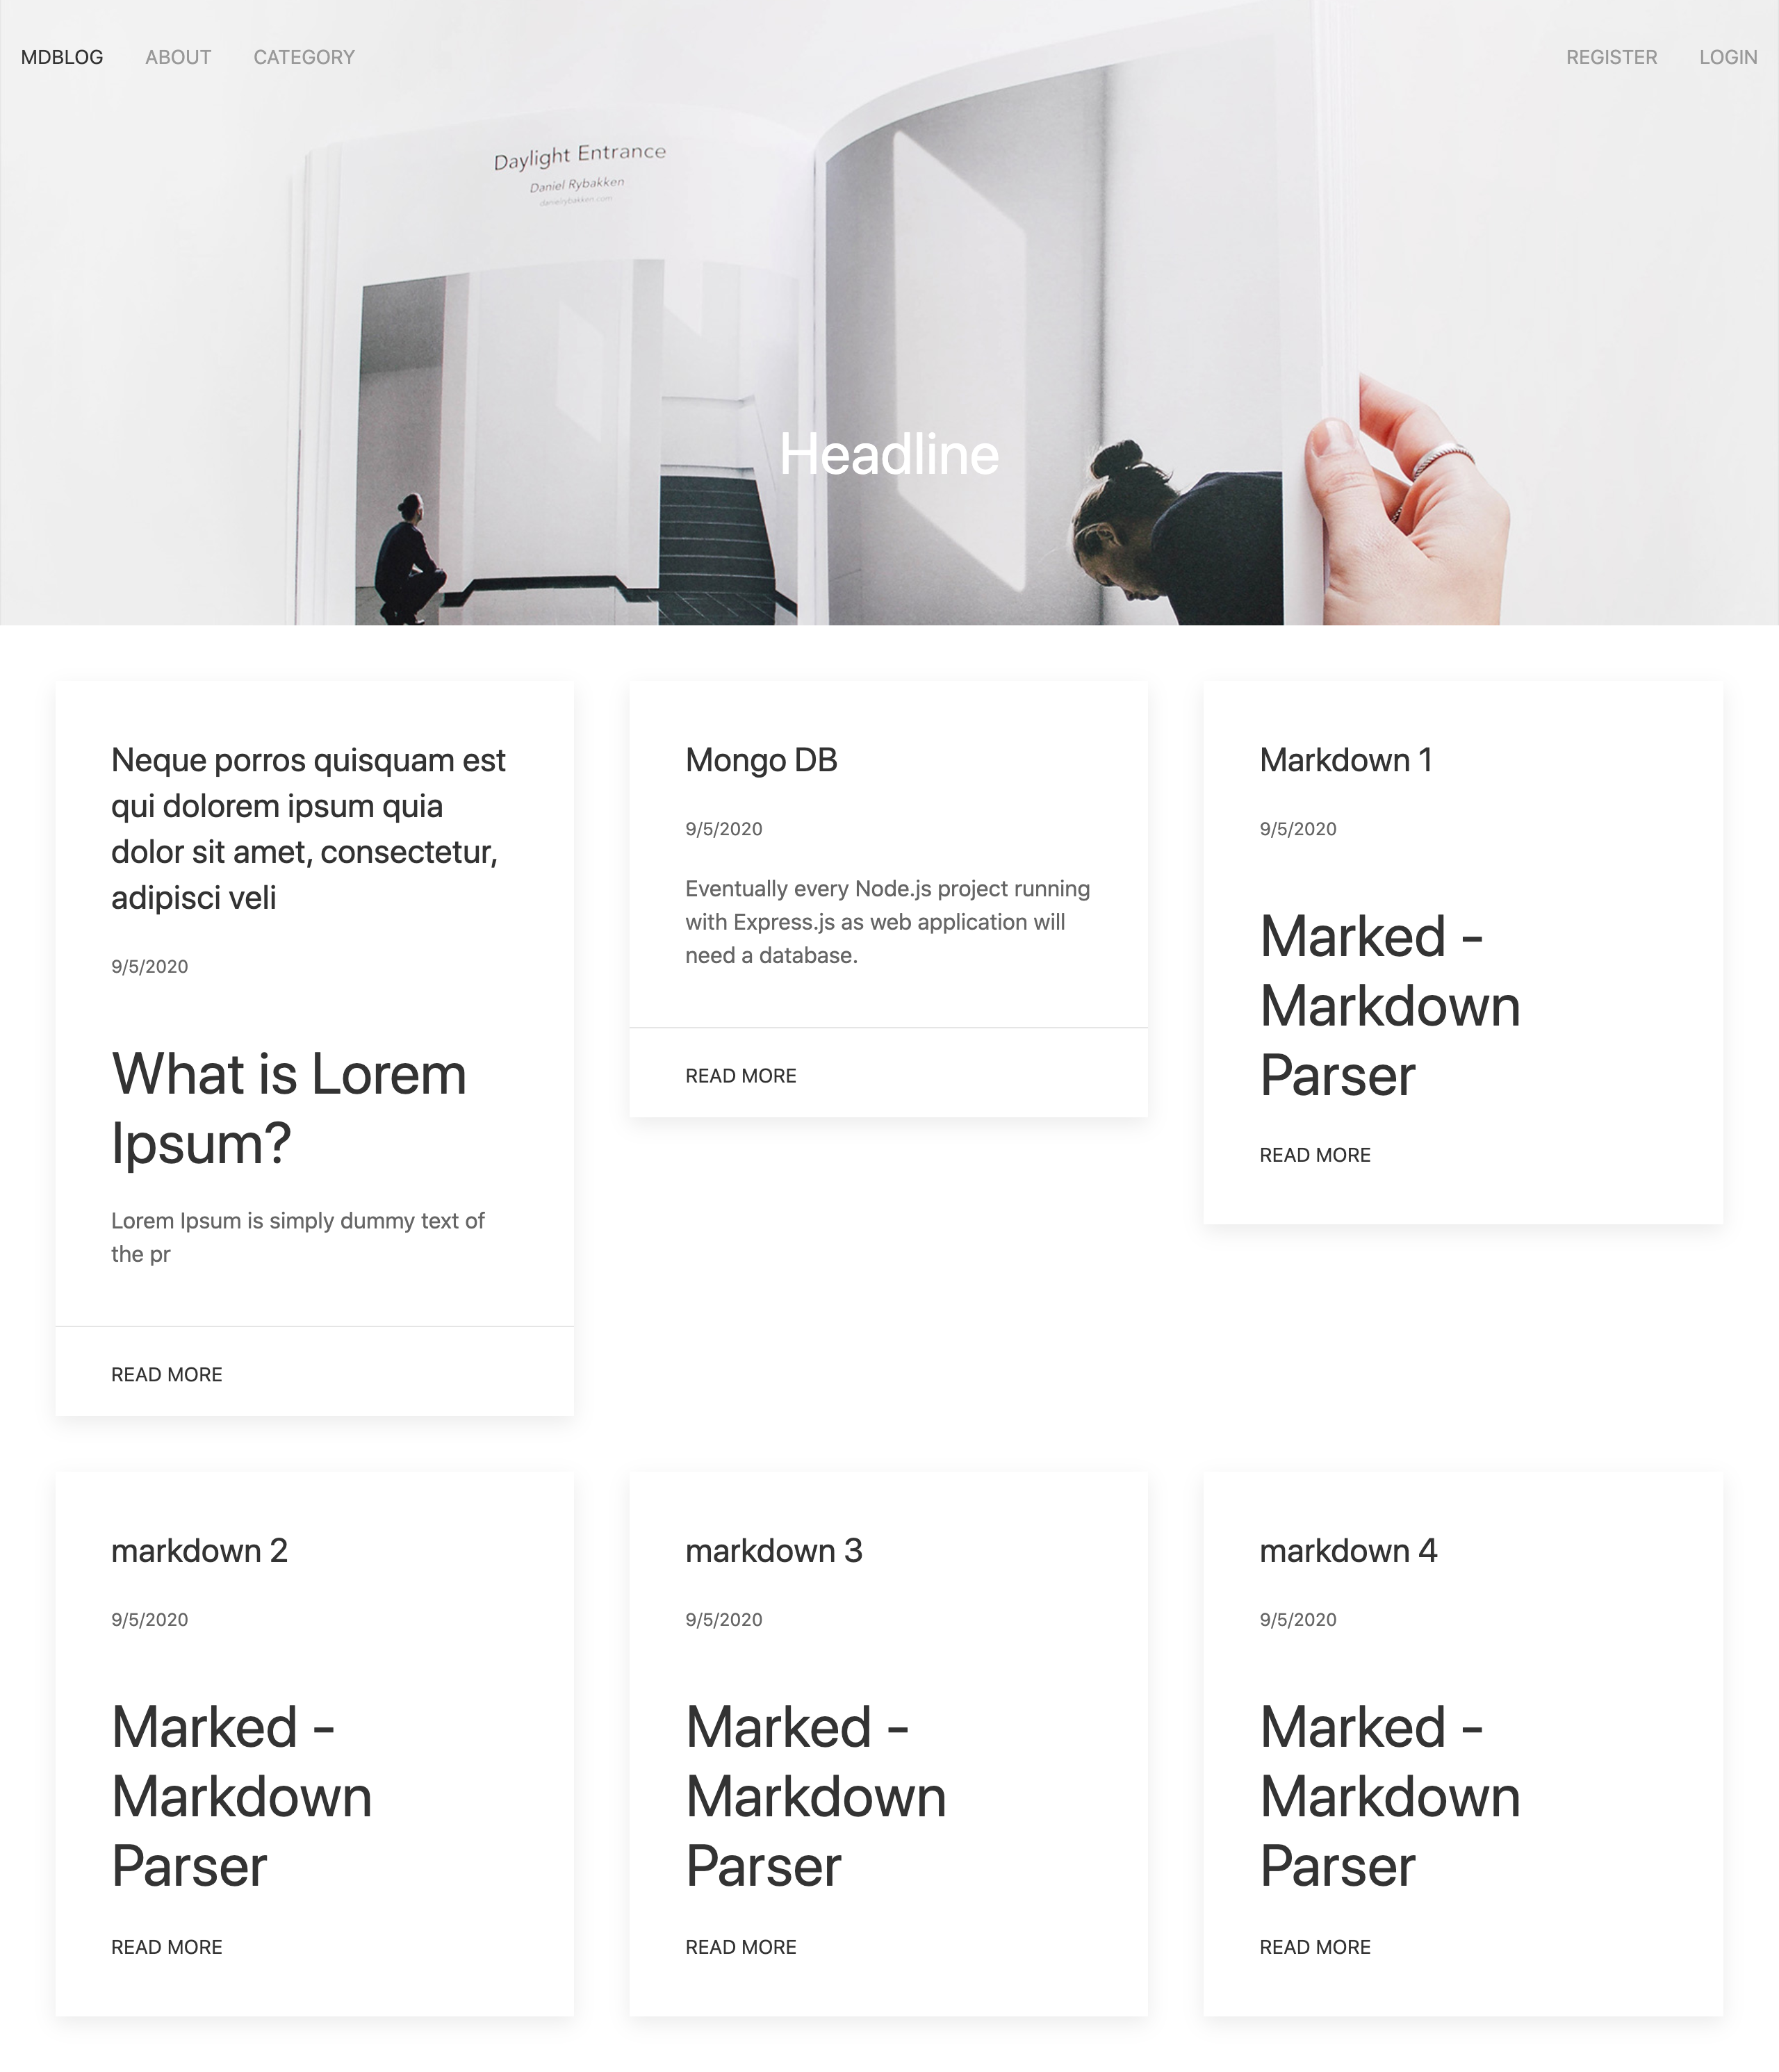 MDBLOG ABOUT CATEGORY REGISTER LOGIN
Daylight Entrance
Daniel Rybakken
danielrybakken.com
Headline
Neque porros quisquam est
qui dolorem ipsum quia
dolor sit amet, consectetur,
adipisci veli
9/5/2020
What is Lorem
Ipsum?
Lorem Ipsum is simply dummy text of
the pr
READ MORE
Mongo DB
9/5/2020
Eventually every Node.js project running
with Express.js as web application will
need a database.
READ MORE
Markdown 1
9/5/2020
Marked -
Markdown
Parser
READ MORE
markdown 2
9/5/2020
Marked -
Markdown
Parser
READ MORE
markdown 3
9/5/2020
Marked -
Markdown
Parser
READ MORE
markdown 4
9/5/2020
Marked -
Markdown
Parser
READ MORE